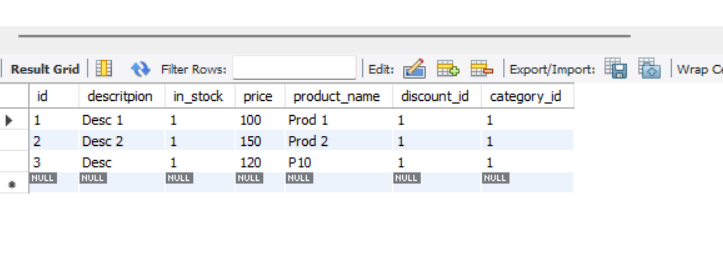 Result Grid Filter Rows: Edit: Export/Import: Wrap Ce
id descritpion in_stock price product_name discount_id category_id
1 Desc 1 1 100 Prod 1 1 1
2 Desc 2 1 150 Prod 2 1 1
3 Desc 1 120 P10 1 1
NULL NULL NULL NULL NULL NULL NULL